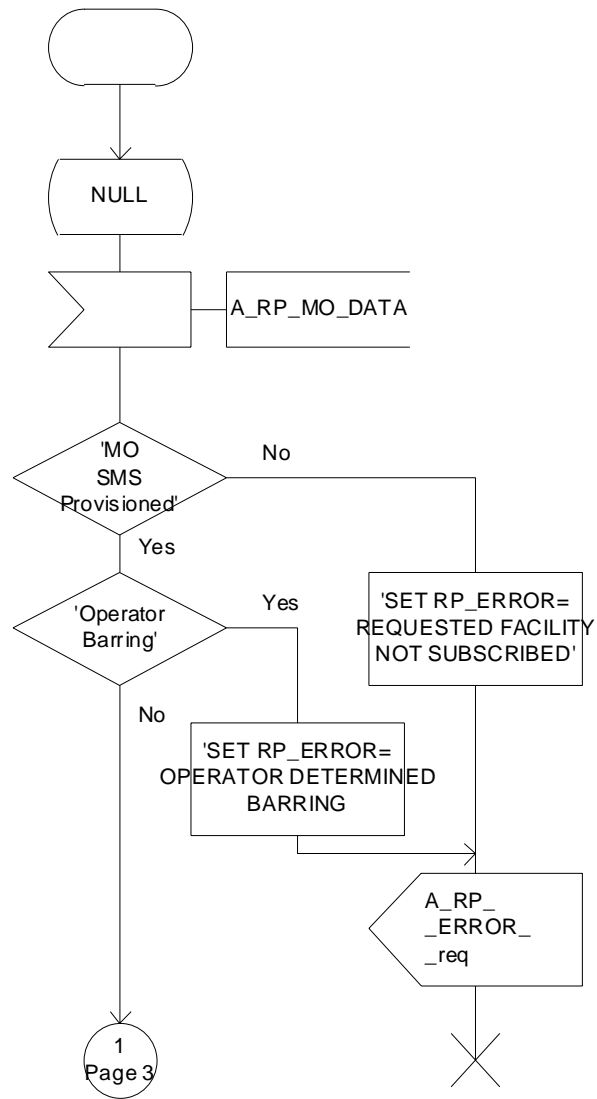 NULL
A_RP_MO_DATA
'MO
SMS
Provisioned'
No
Yes
'Operator
Barring'
Yes
'SET RP_ERROR=
REQUESTED FACILITY
NOT SUBSCRIBED'
No
'SET RP_ERROR=
OPERATOR DETERMINED
BARRING
A_RP_
_ERROR_
_req
1
Page 3